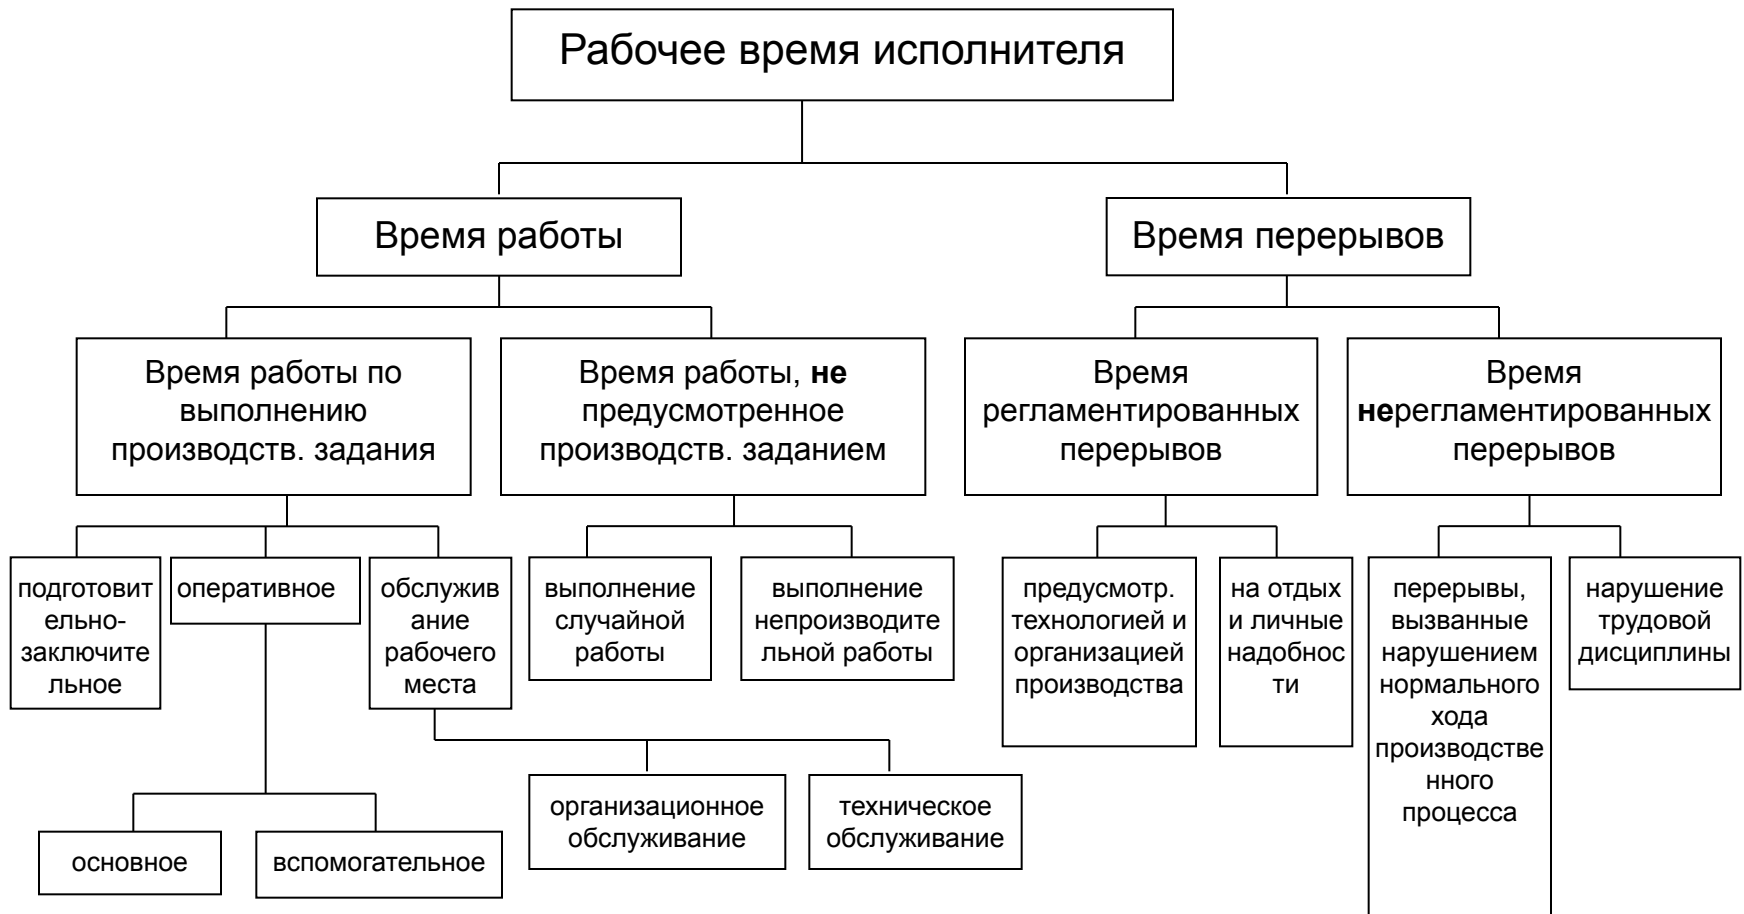 Рабочее время исполнителя
Время работы
Время перерывов
Время работы по
выполнению
производств. задания
Время работы, не
предусмотренное
производств. заданием
Время
регламентированных
перерывов
Время
нерегламентированных
перерывов
подготовит
ельно-
заключите
льное
оперативное
обслужив
ание
рабочего
места
выполнение
случайной
работы
выполнение
непроизводите
льной работы
предусмотр.
технологией и
организацией
производства
на отдых
и личные
надобнос
ти
перерывы,
вызванные
нарушением
нормального
хода
производстве
нного
процесса
нарушение
трудовой
дисциплины
организационное
обслуживание
техническое
обслуживание
основное
вспомогательное